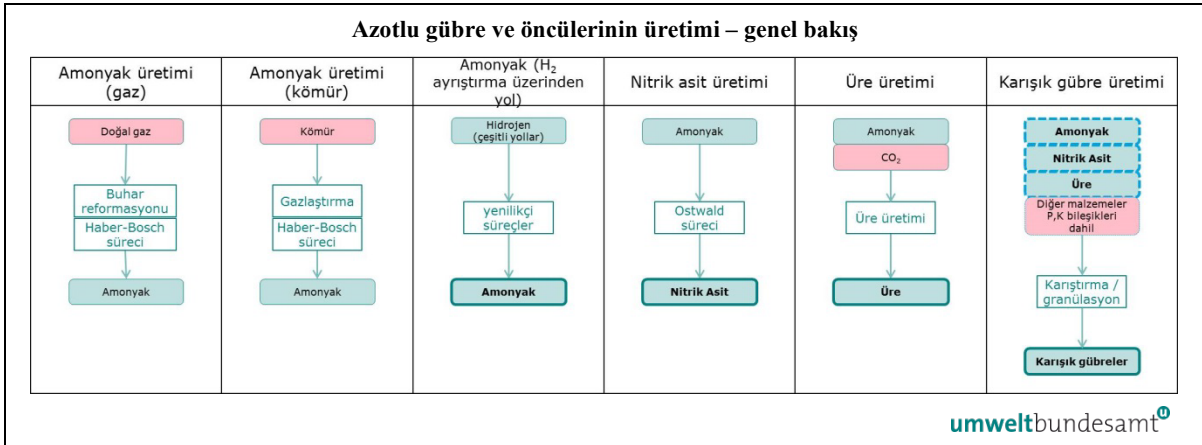 Azotlu gübre ve öncülerinin üretimi – genel bakış
Amonyak üretimi
(gaz)
Doğal gaz
Buhar
reformasyonu
Haber-Bosch
süreci
Amonyak
Amonyak üretimi
(kömür)
Kömür
Gazlaştırma
Haber-Bosch
süreci
Amonyak
Amonyak (H₂
ayrıştırma üzerinden
yol)
Hidrojen
(çeşitli yollar)
yenilikçi
süreçler
Amonyak
Nitrik asit üretimi
Amonyak
Ostwald
süreci
Nitrik Asit
Üre üretimi
Amonyak
CO₂
Üre üretimi
Üre
Karışık gübre üretimi
Amonyak
Nitrik Asit
Üre
Diğer malzemeler
P,K bileşikleri
dahil
Karıştırma /
granülasyon
Karışık gübreler
umweltbundesamt
u